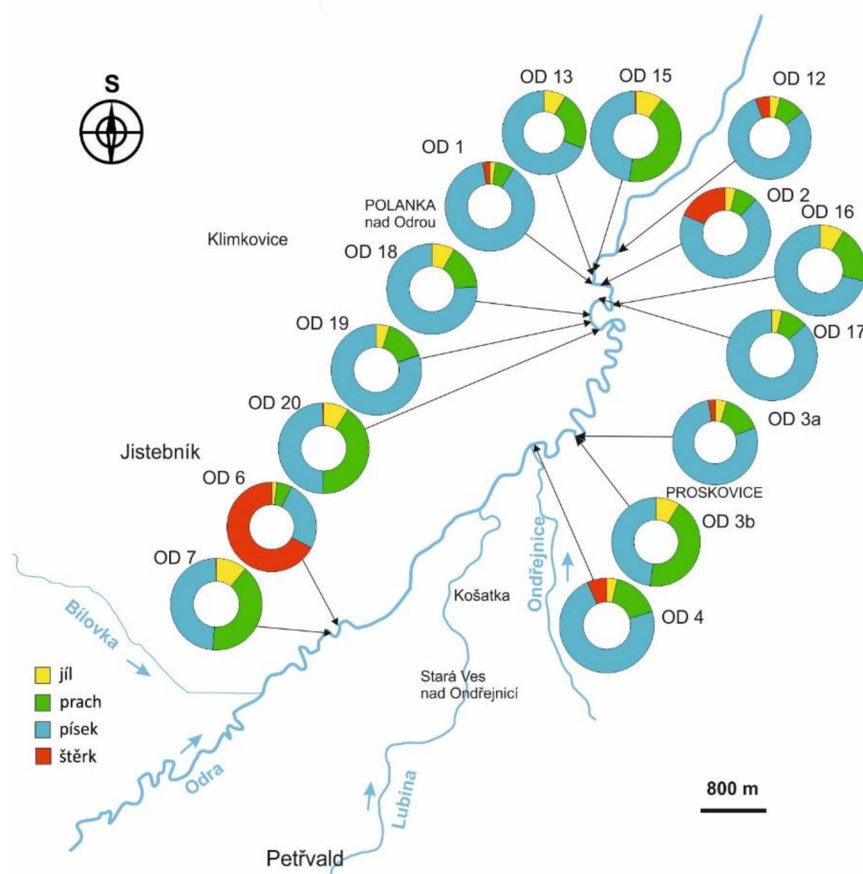 S
OD 13
OD 15
OD 12
OD 1
OD 2
POLANKA
nad Odrou
OD 16
Klimkovice
OD 18
OD 17
OD 19
OD 3a
OD 20
Jistebník
OD 6
PROSKOVICE
OD 3b
OD 7
Ondřejnice
Košatka
Bílovka
OD 4
jíl
prach
písek
štěrk
Stará Ves
nad Ondřejnicí
Odra
Lubina
800 m
Petřvald